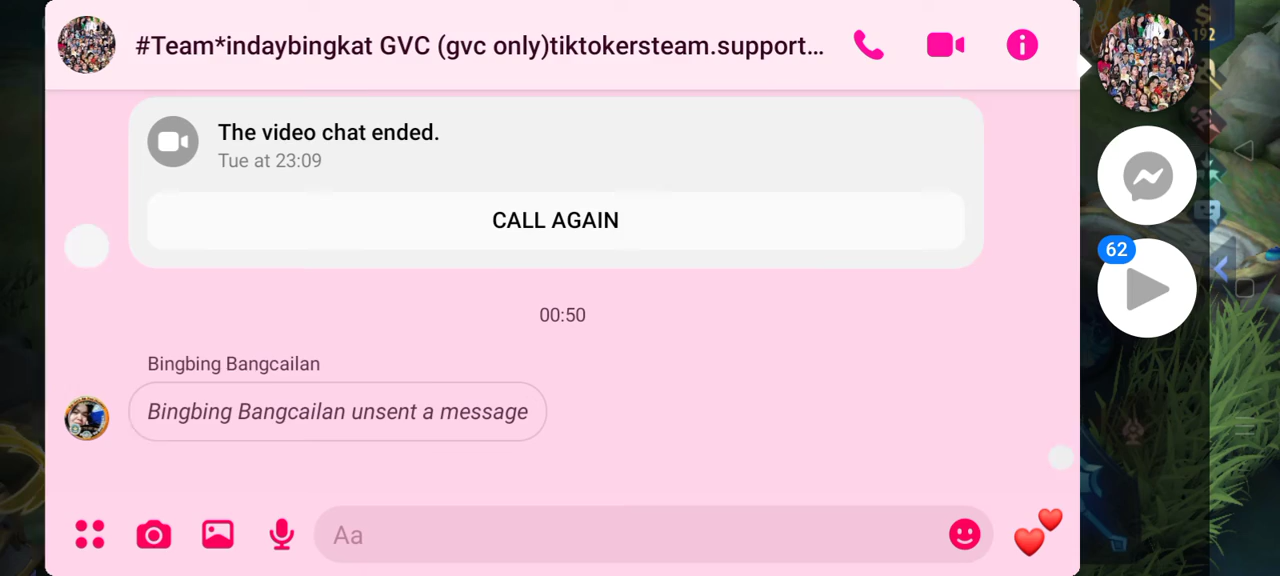 #Team*indaybingkat GVC (gvc only)tiktokersteam.support...
The video chat ended.
Tue at 23:09
CALL AGAIN
00:50
Bingbing Bangcailan
Bingbing Bangcailan unsent a message
Aa
192
62